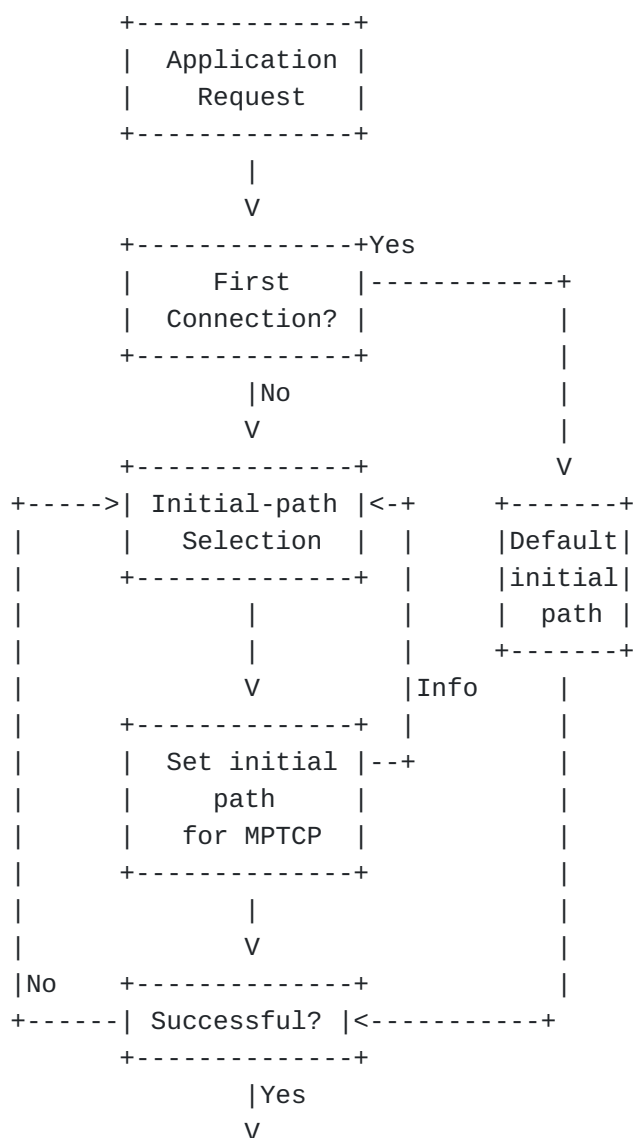 +--------------+
|  Application |
|    Request   |
+--------------+
|
V
+--------------+Yes
|     First    |------------+
|  Connection? |            |
+--------------+            |
|No                 |
V                   |
+--------------+            V
+----->| Initial-path |<-+     +-------+
|      |   Selection  |  |     |Default|
|      +--------------+  |     |initial|
|              |         |     |  path |
|              |         |     +-------+
|              V         |Info     |
|      +--------------+  |         |
|      |  Set initial |--+         |
|      |     path     |            |
|      |   for MPTCP  |            |
|      +--------------+            |
|              |                   |
|              V                   |
|No    +--------------+            |
+------| Successful? |<-----------+
+--------------+
|Yes
V